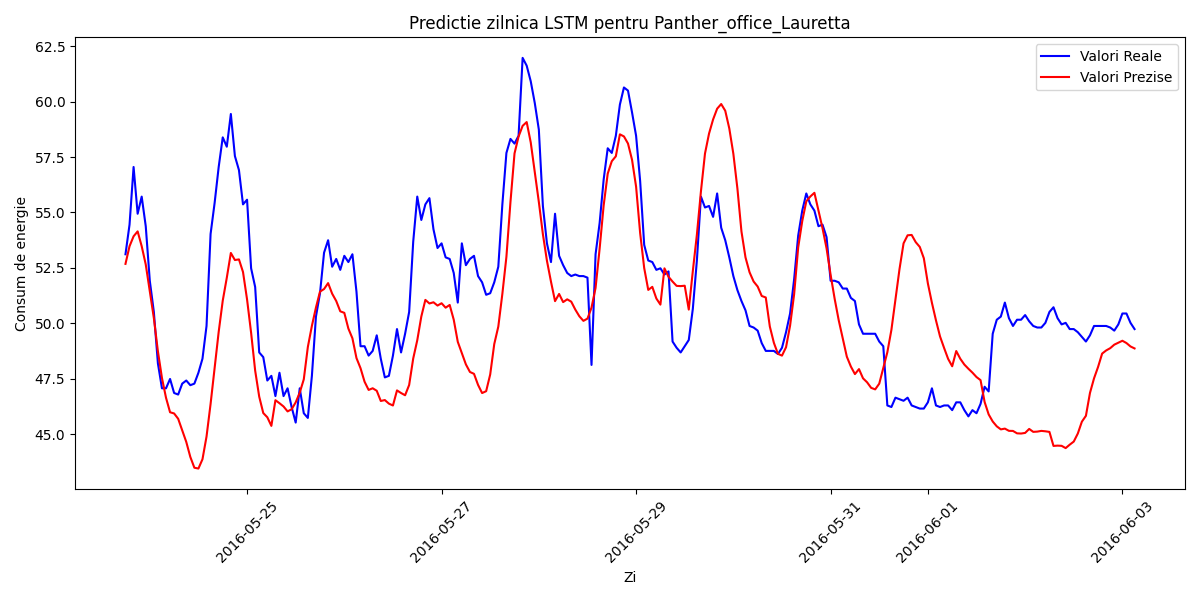 Predictie zilnica LSTM pentru Panther_office_Lauretta
Valori Reale
Valori Prezise
Consum de energie
62.5
60.0
57.5
55.0
52.5
50.0
47.5
45.0
2016-05-25
2016-05-27
2016-05-29
2016-05-31
2016-06-01
2016-06-03
Zi